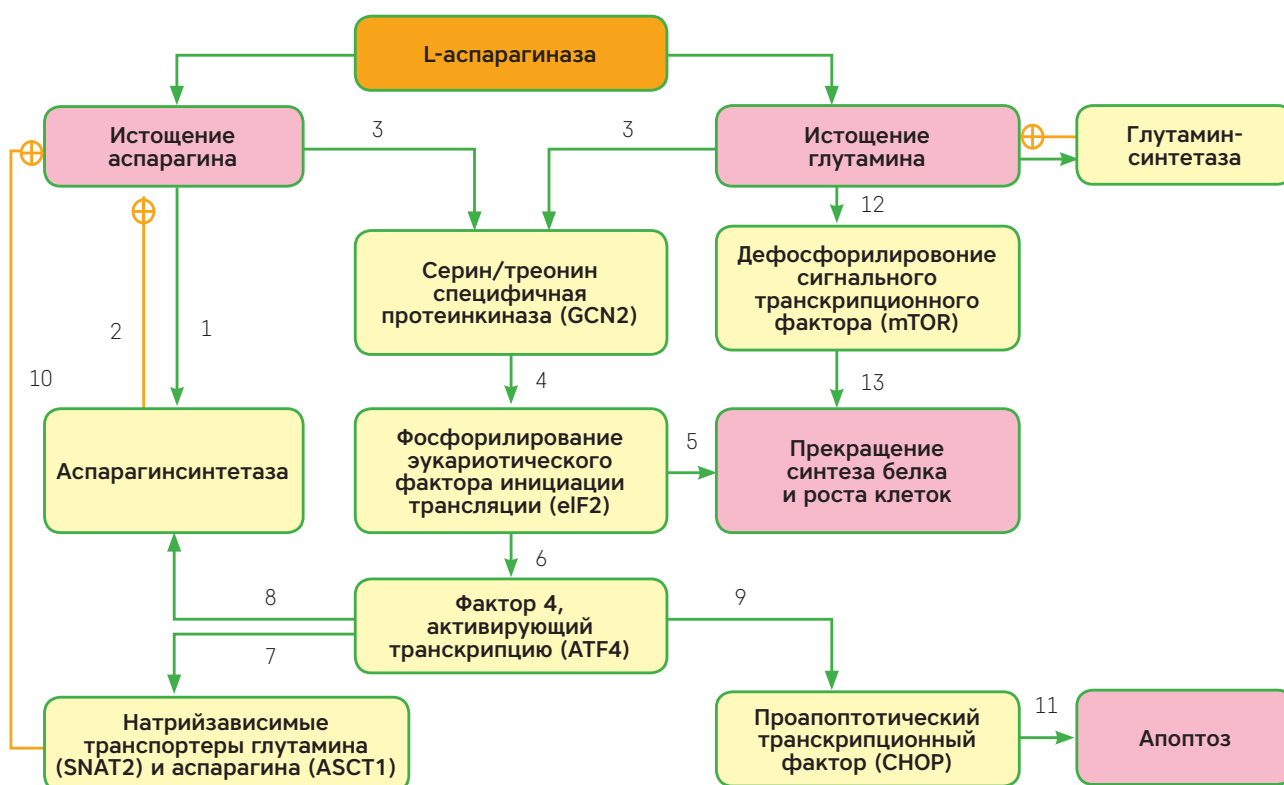 L-аспарагиназа
Истощение
аспарагина
3
3
Истощение
глутамина
Глутамин-
синтетаза
12
Серин/треонин
специфичная
протеинкиназа (GCN2)
Дефосфорилировоние
сигнального
транскрипционного
фактора (mTOR)
2
1
10
4
13
Аспарагинсинтетаза
Фосфорилирование
эукариотического
фактора инициации
трансляции (eIF2)
5
Прекращение
синтеза белка
и роста клеток
6
8
Фактор 4,
активирующий
транскрипцию (ATF4)
9
7
Натрийзависимые
транспортеры глутамина
(SNAT2) и аспарагина (ASCT1)
Проапоптотический
транскрипционный
фактор (CHOP)
11
Апоптоз